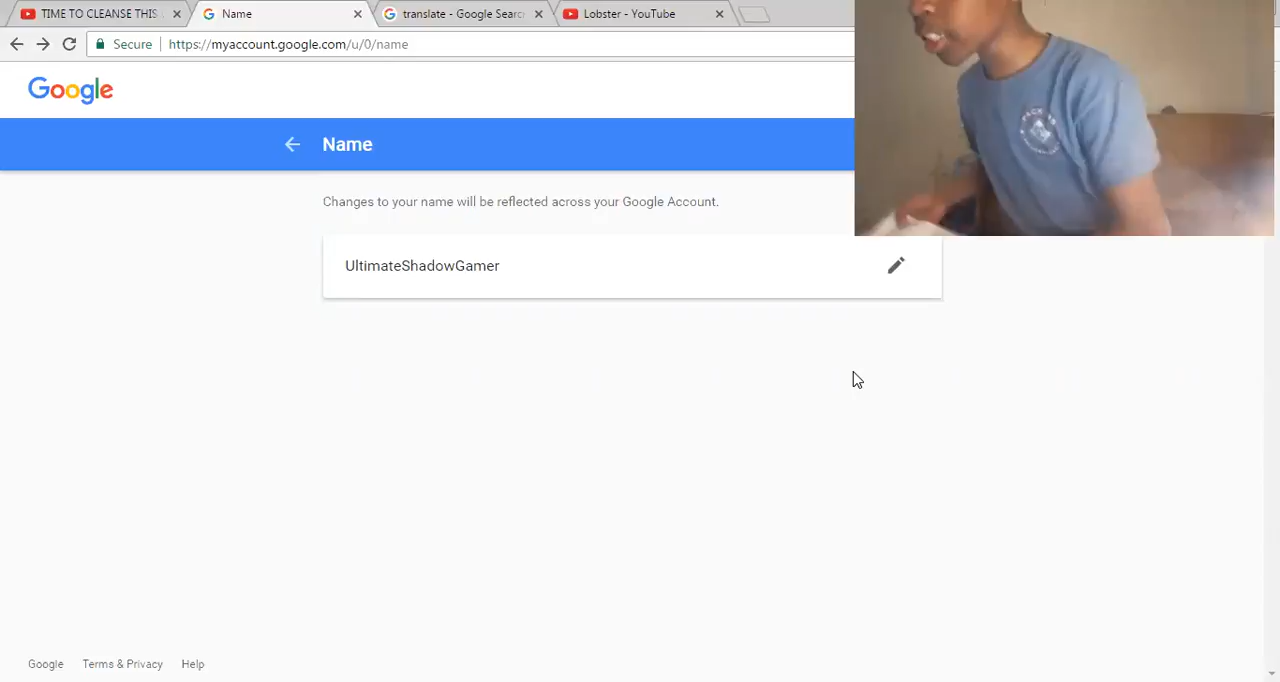 TIME TO CLEANSE THIS
Name
translate - Google Searc
Lobster - YouTube
Secure
https://myaccount.google.com/u/0/name
Google
Name
Changes to your name will be reflected across your Google Account.
UltimateShadowGamer
Google
Terms & Privacy
Help